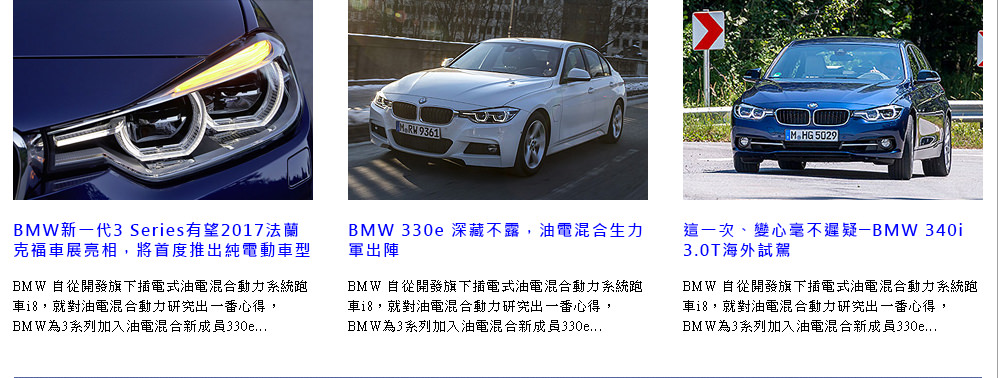 M RW 9361
M HG 5029
BMW新一代3 Series有望2017法蘭
克福車展亮相，將首度推出純電動車型
BMW 330e 深藏不露，油電混合生力
軍出陣
這一次、變心毫不遲疑─BMW 340i
3.0T海外試駕
BMW 自從開發旗下插電式油電混合動力系統跑
車i8，就對油電混合動力研究出一番心得，
BMW為3系列加入油電混合新成員330e...
BMW 自從開發旗下插電式油電混合動力系統跑
車i8，就對油電混合動力研究出一番心得，
BMW為3系列加入油電混合新成員330e...
BMW 自從開發旗下插電式油電混合動力系統跑
車i8，就對油電混合動力研究出一番心得，
BMW為3系列加入油電混合新成員330e...